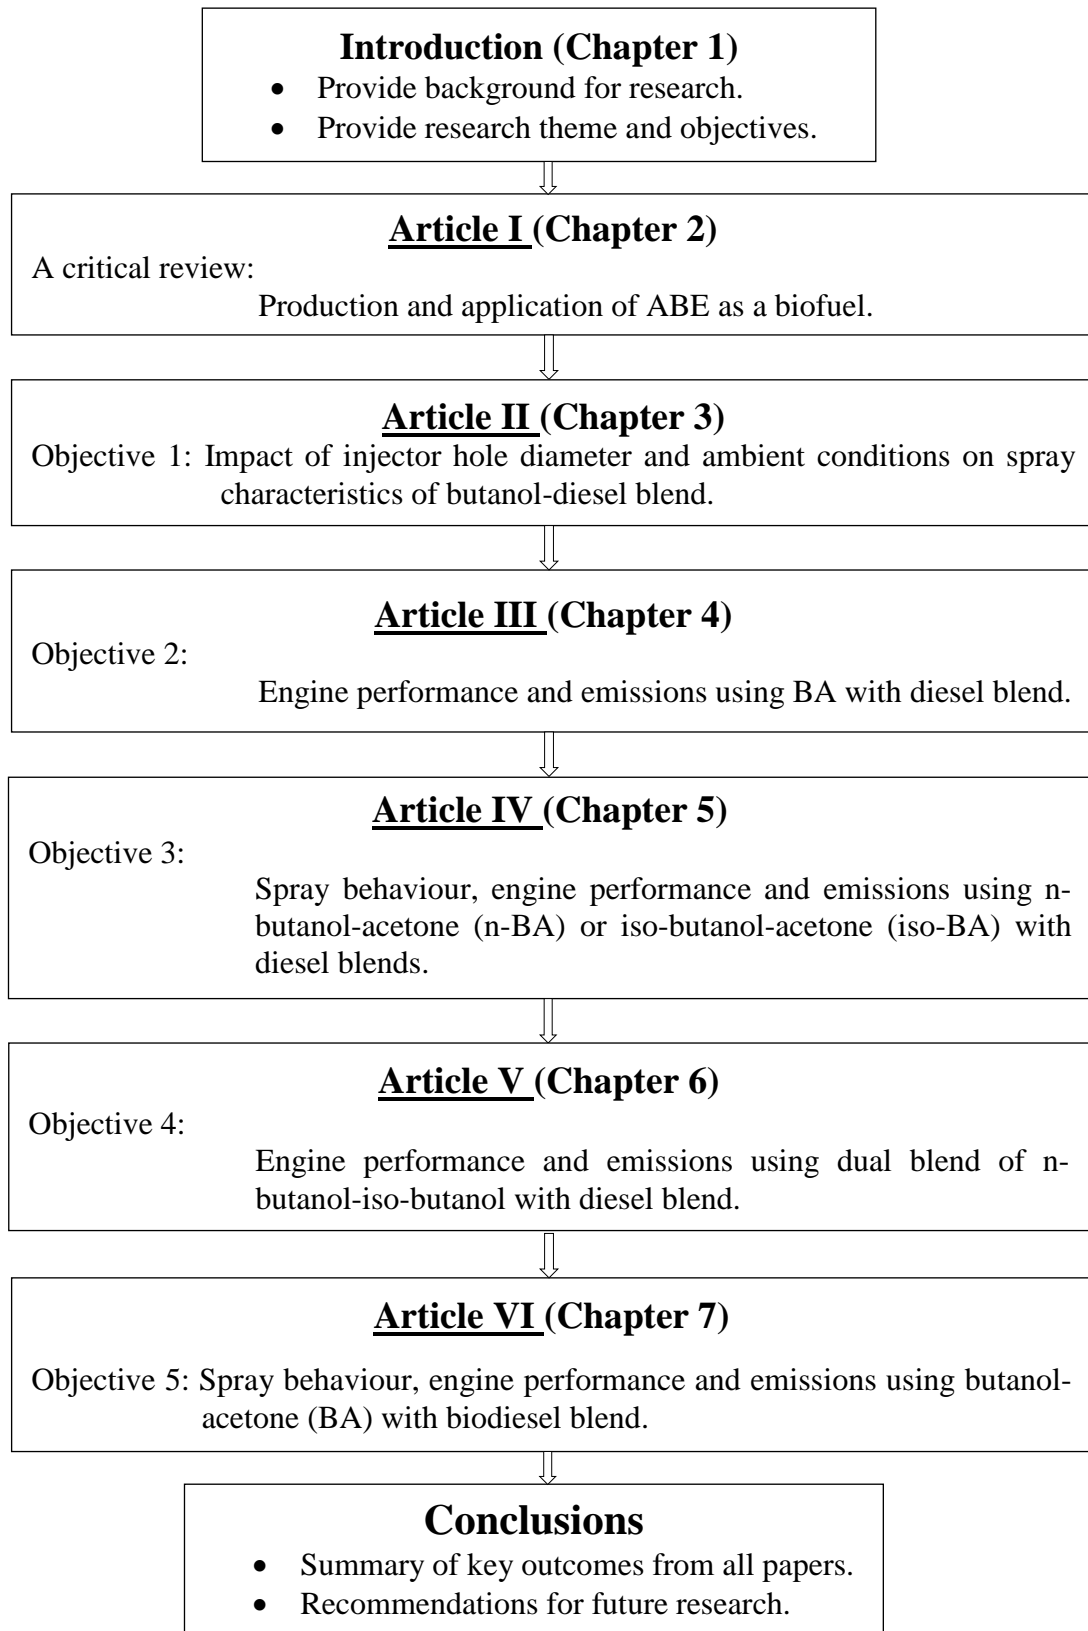 Introduction (Chapter 1)
• Provide background for research.
• Provide research theme and objectives.
Article I (Chapter 2)
A critical review:
Production and application of ABE as a biofuel.
Article II (Chapter 3)
Objective 1: Impact of injector hole diameter and ambient conditions on spray
characteristics of butanol-diesel blend.
Article III (Chapter 4)
Objective 2:
Engine performance and emissions using BA with diesel blend.
Article IV (Chapter 5)
Objective 3:
Spray behaviour, engine performance and emissions using n-
butanol-acetone (n-BA) or iso-butanol-acetone (iso-BA) with
diesel blends.
Article V (Chapter 6)
Objective 4:
Engine performance and emissions using dual blend of n-
butanol-iso-butanol with diesel blend.
Article VI (Chapter 7)
Objective 5: Spray behaviour, engine performance and emissions using butanol-
acetone (BA) with biodiesel blend.
Conclusions
• Summary of key outcomes from all papers.
• Recommendations for future research.